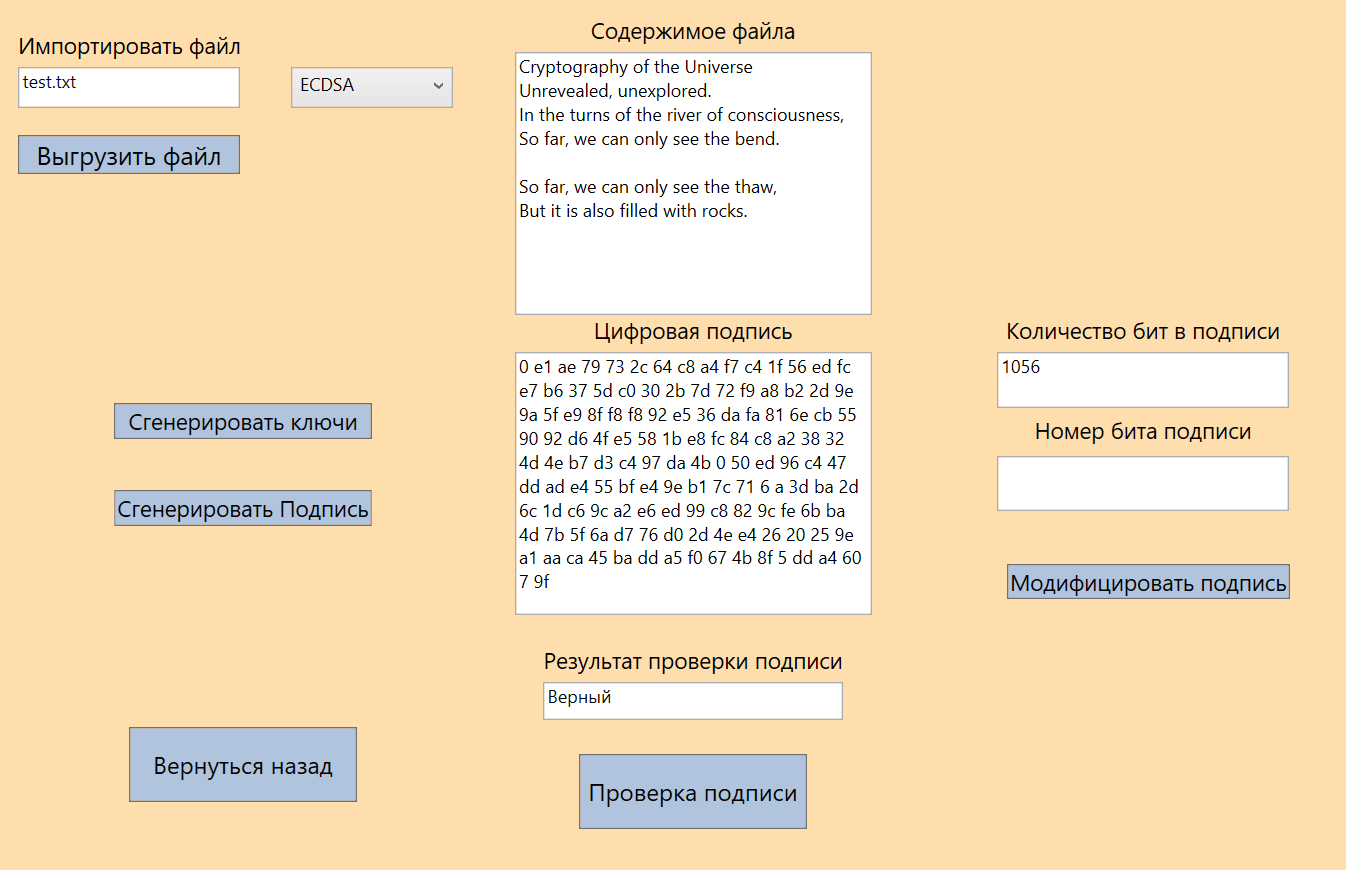 Импортировать файл
test.txt
ECDSA
Выгрузить файл
Содержимое файла
Cryptography of the Universe
Unrevealed, unexplored.
In the turns of the river of consciousness,
So far, we can only see the bend.
So far, we can only see the thaw,
But it is also filled with rocks.
Цифровая подпись
0 e1 ae 79 73 2c 64 c8 a4 f7 c4 1f 56 ed fc
e7 b6 37 5d c0 30 2b 7d 72 f9 a8 b2 2d 9e
9a 5f e9 8f f8 f8 92 e5 36 da fa 81 6e cb 55
90 92 d6 4f e5 58 1b e8 fc 84 c8 a2 38 32
4d 4e b7 d3 c4 97 da 4b 0 50 ed 96 c4 47
dd ad e4 55 bf e4 9e b1 7c 71 6 a 3d ba 2d
6c 1d c6 9c a2 e6 ed 99 c8 82 9c fe 6b ba
4d 7b 5f 6a d7 76 d0 2d 4e e4 26 20 25 9e
a1 aa ca 45 ba dd a5 f0 67 4b 8f 5 dd a4 60
7 9f
Количество бит в подписи
1056
Номер бита подписи
Модифицировать подпись
Сгенерировать ключи
Сгенерировать Подпись
Результат проверки подписи
Верный
Вернуться назад
Проверка подписи